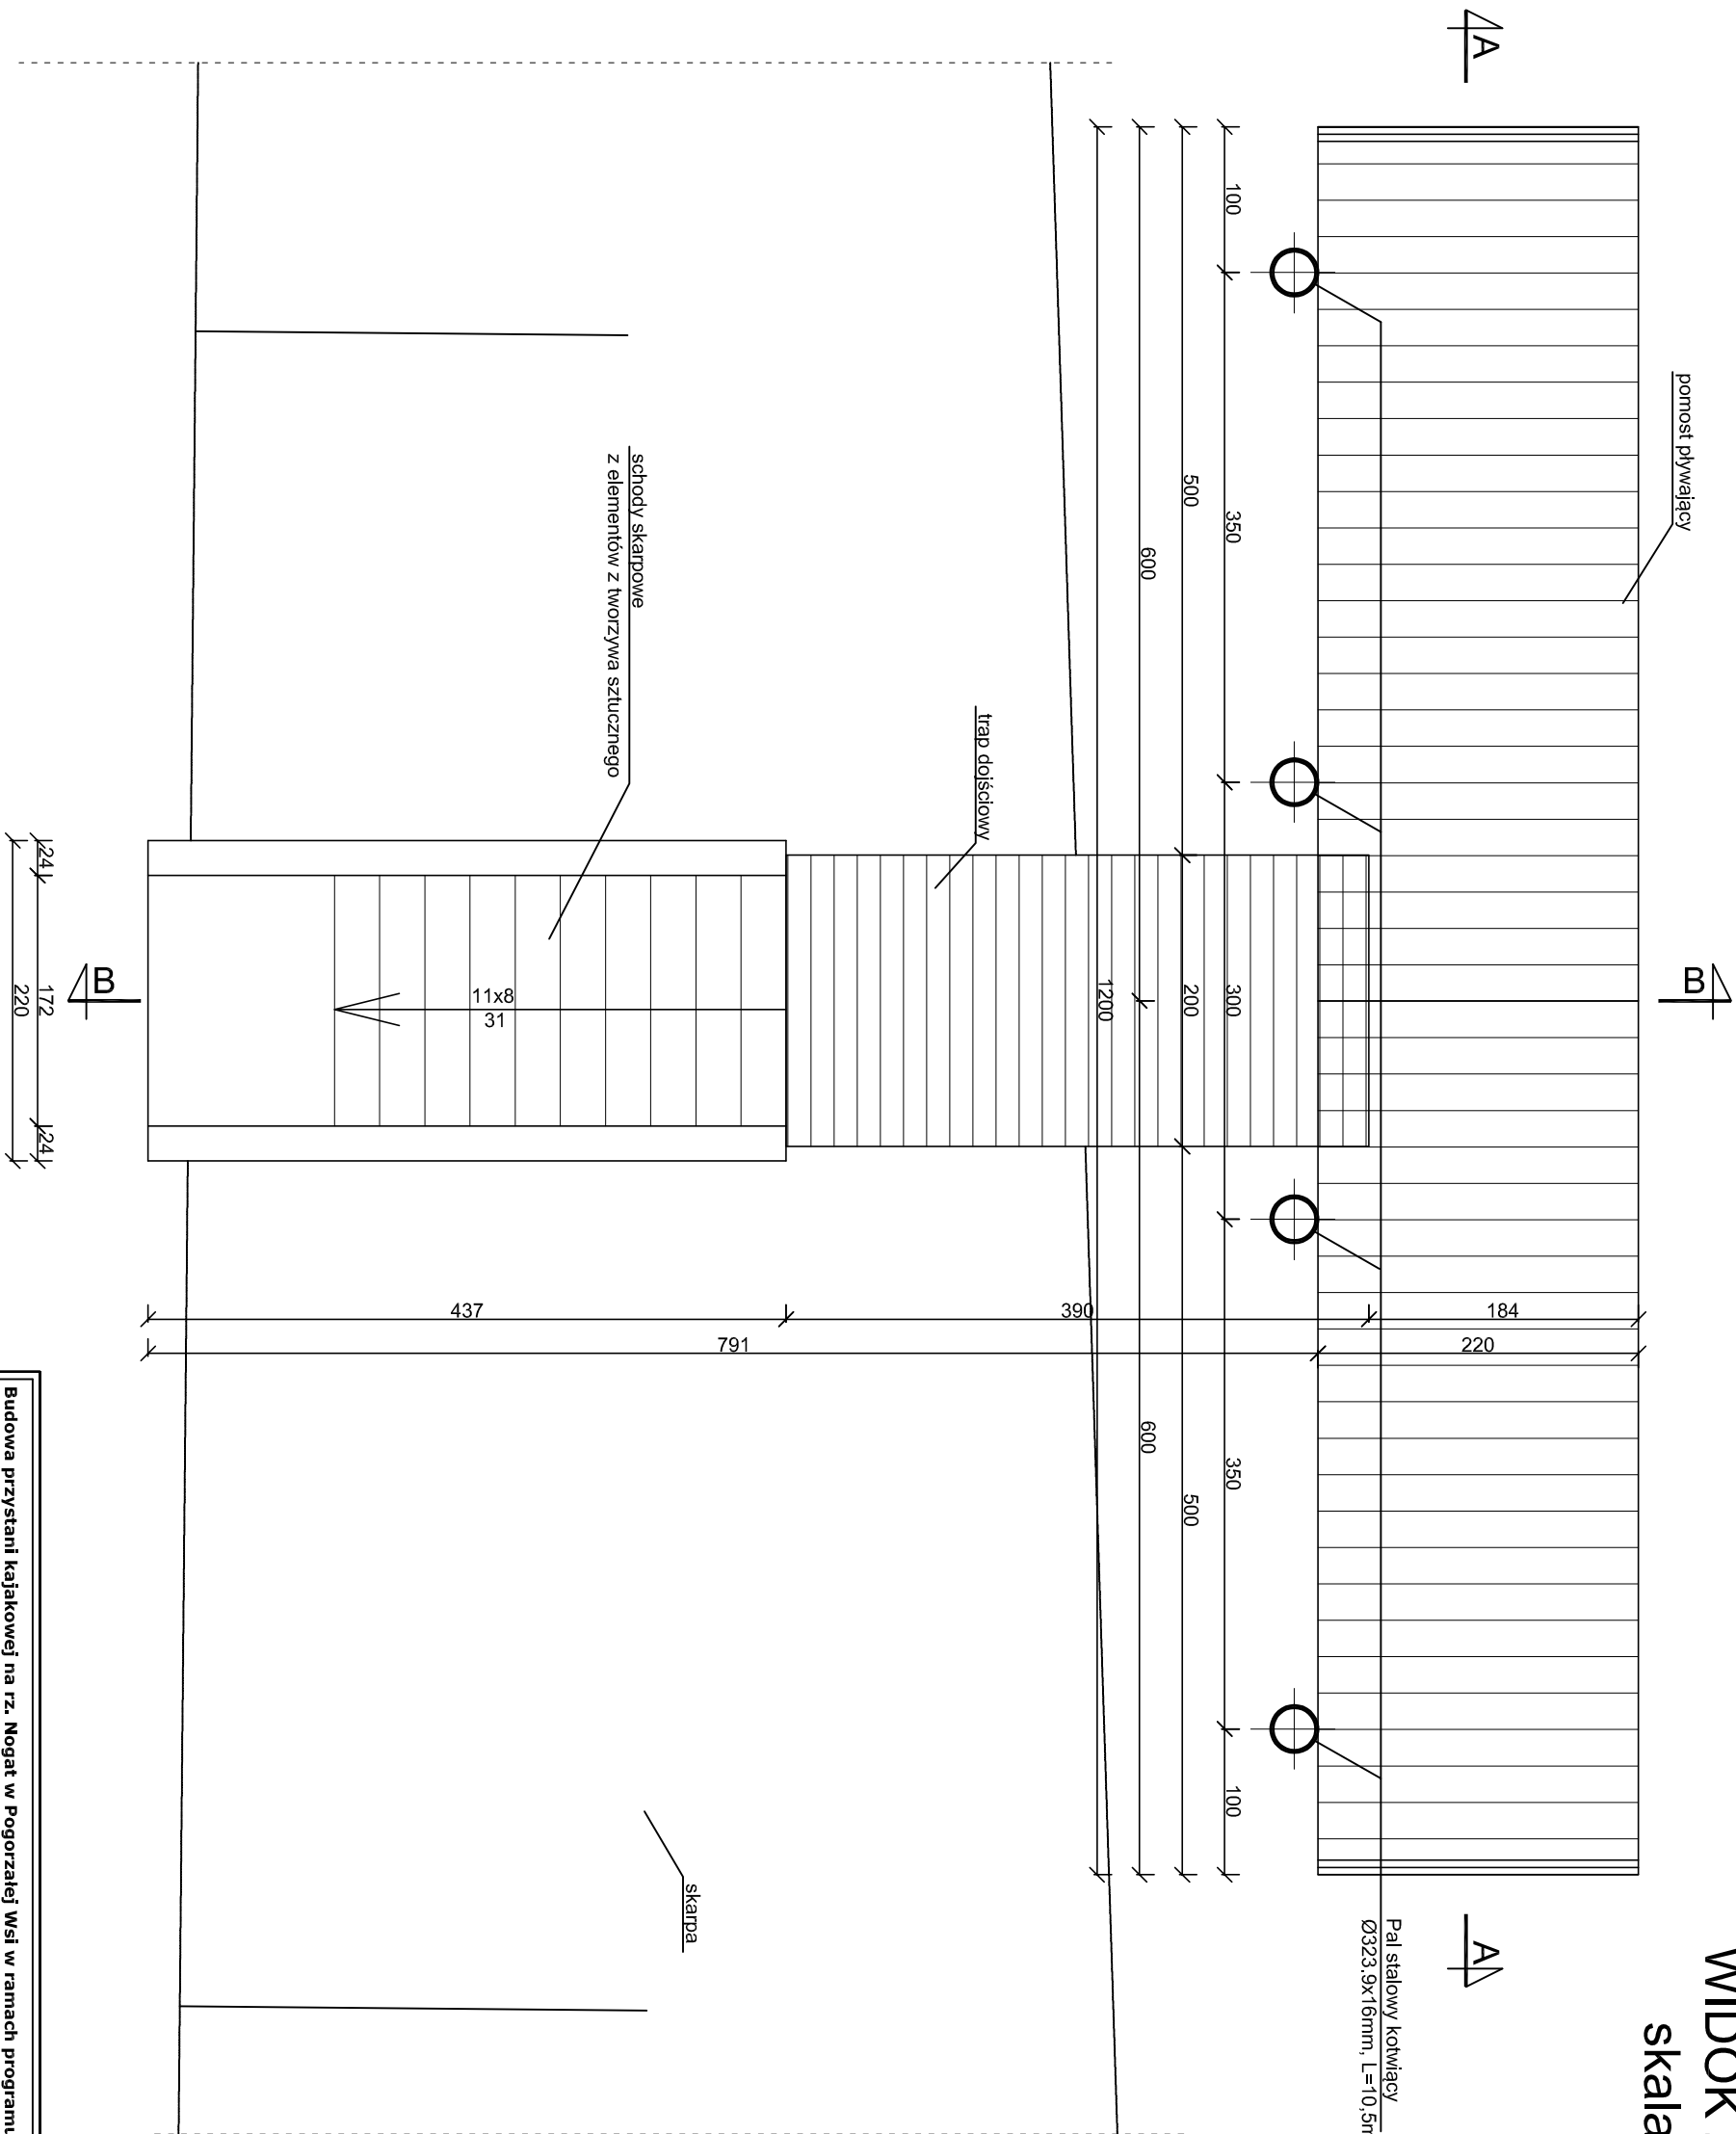 WIDOK
skala
A
A
B
B
pomost pływający
Pal stalowy kotwiący
Ø323.9x16mm, L=10,5m
100
350
300
350
100
500
200
500
600
600
1200
184
220
390
437
791
trap dojściowy
schody skarpowe
z elementów z tworzywa sztucznego
11x8
31
skarpa
24
172
24
220
Budowa przystani kajakowej na rz. Nogat w Pogorzałej Wsi w ramach programu